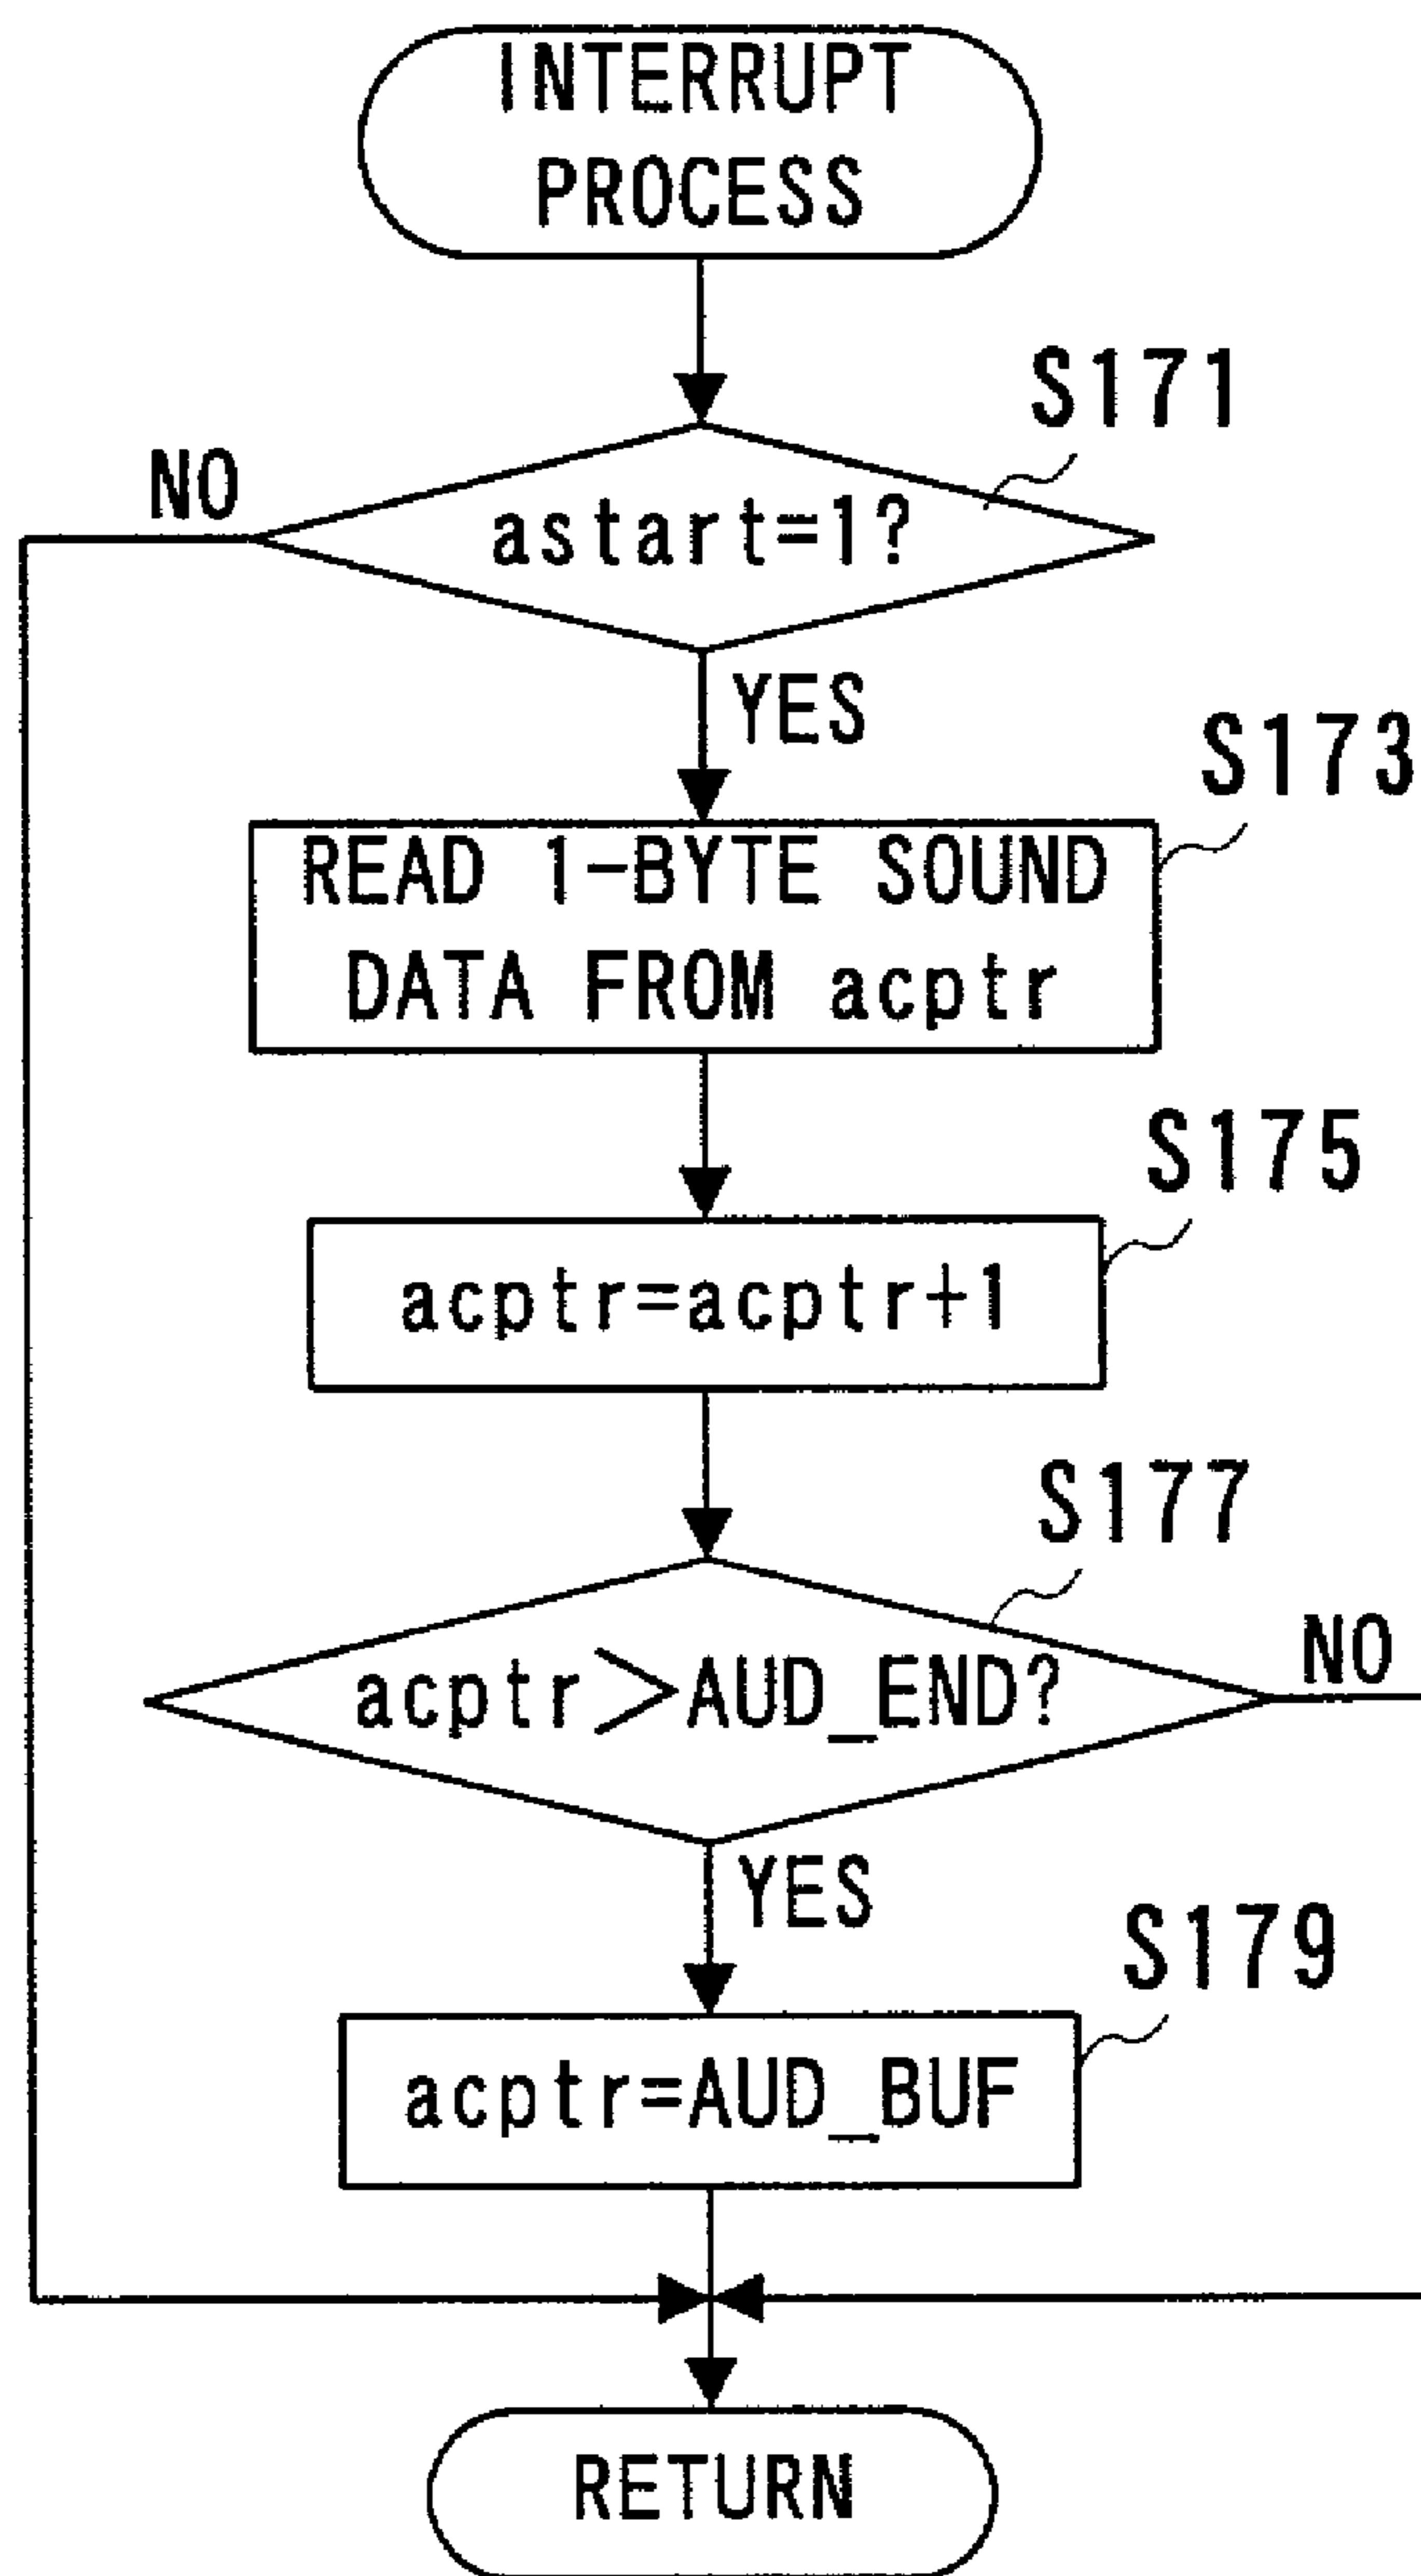 INTERRUPT
PROCESS
S171
NO
astart=1?
YES
S173
READ 1-BYTE SOUND
DATA FROM acptr
S175
acptr=acptr+1
S177
NO
acptr>AUD_END?
YES
S179
acptr=AUD_BUF
RETURN